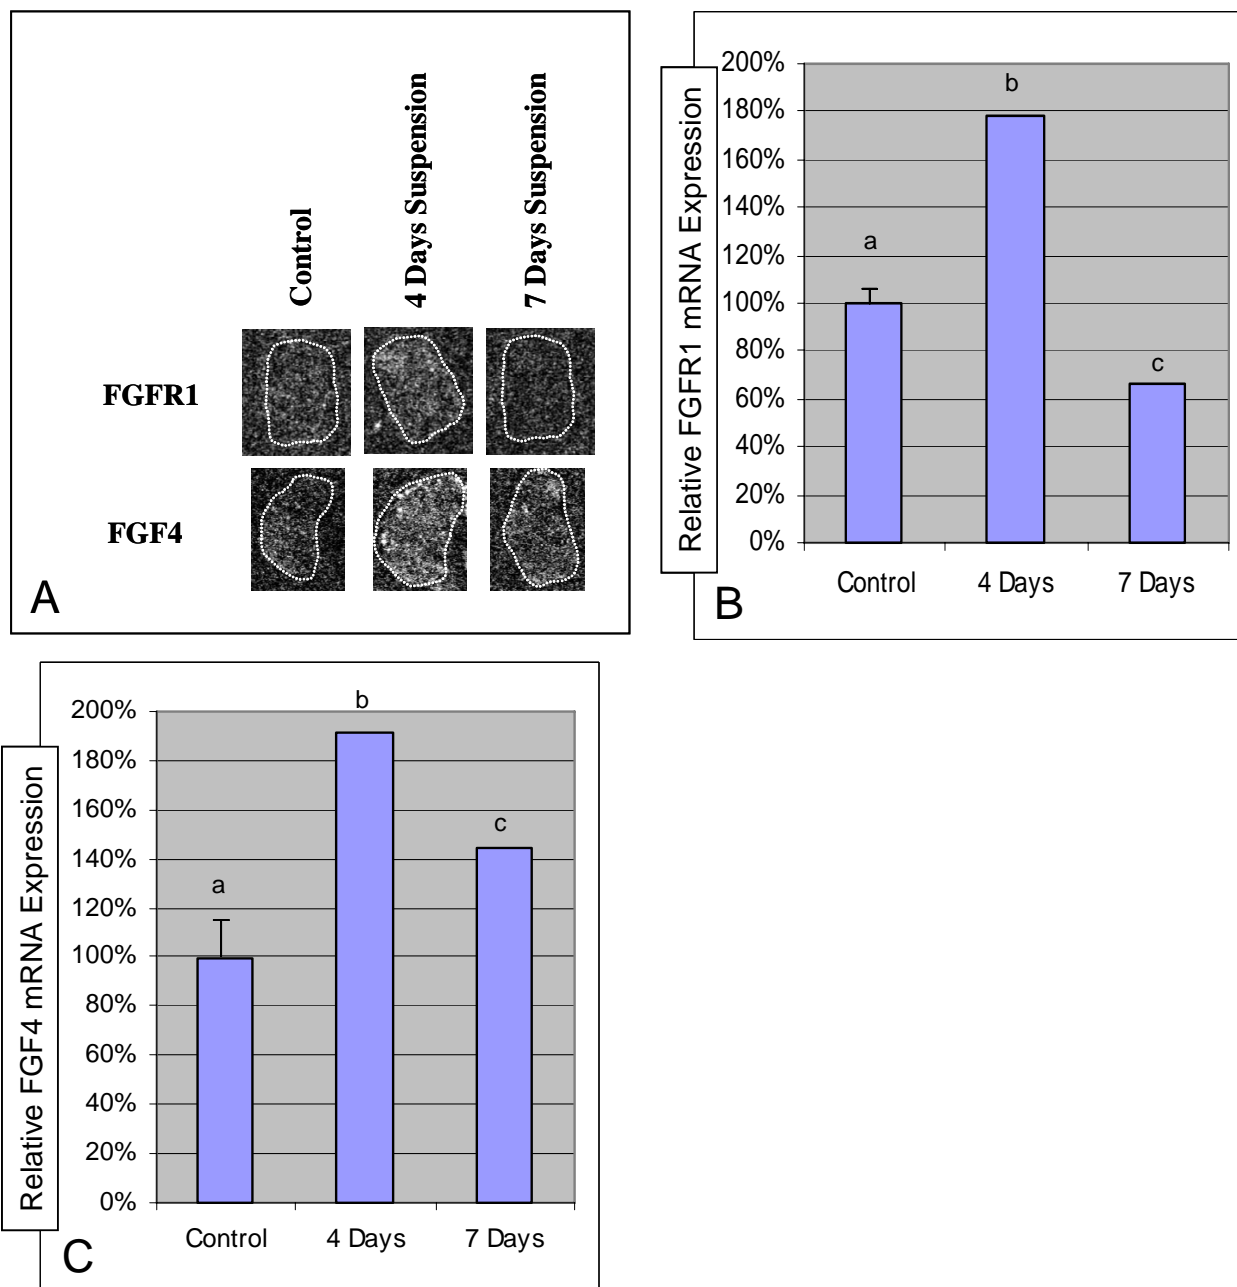 Control
4 Days Suspension
7 Days Suspension
FGFR1
FGF4
A
Relative FGFR1 mRNA Expression
200%
180%
160%
140%
120%
100%
80%
60%
40%
20%
0%
a
b
c
Control 4 Days 7 Days
B
Relative FGF4 mRNA Expression
200%
180%
160%
140%
120%
100%
80%
60%
40%
20%
0%
a
b
c
Control 4 Days 7 Days
C